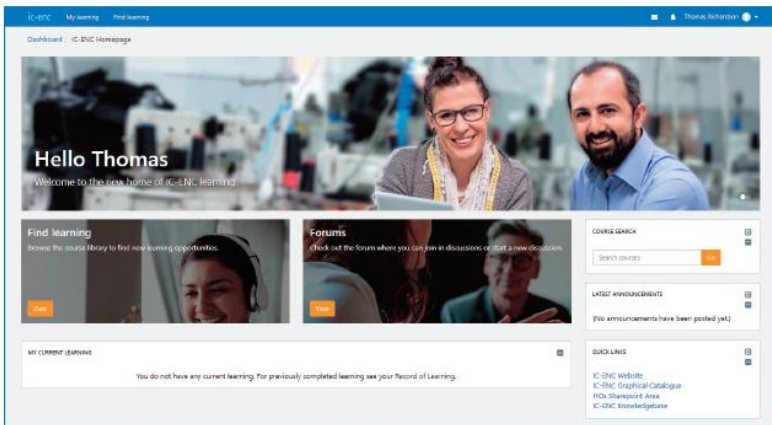 ic-enc My learning Find learning Thomas Richardson
Dashboard / IC-ENC Homepage
Hello Thomas
Welcome to the new home of IC-ENC learning
Find learning
Browse the course library to find new learning opportunities.
View
Forums
Check out the forum where you can join in discussions or start a new discussion.
View
MY CURRENT LEARNING
You do not have any current learning. For previously completed learning see your Record of Learning.
COURSE SEARCH
Search courses Go
LATEST ANNOUNCEMENTS
(No announcements have been posted yet.)
QUICK LINKS
IC-ENC Website
IC-ENC Graphical Catalogue
HOs Sharepoint Area
IC-ENC Knowledgebase